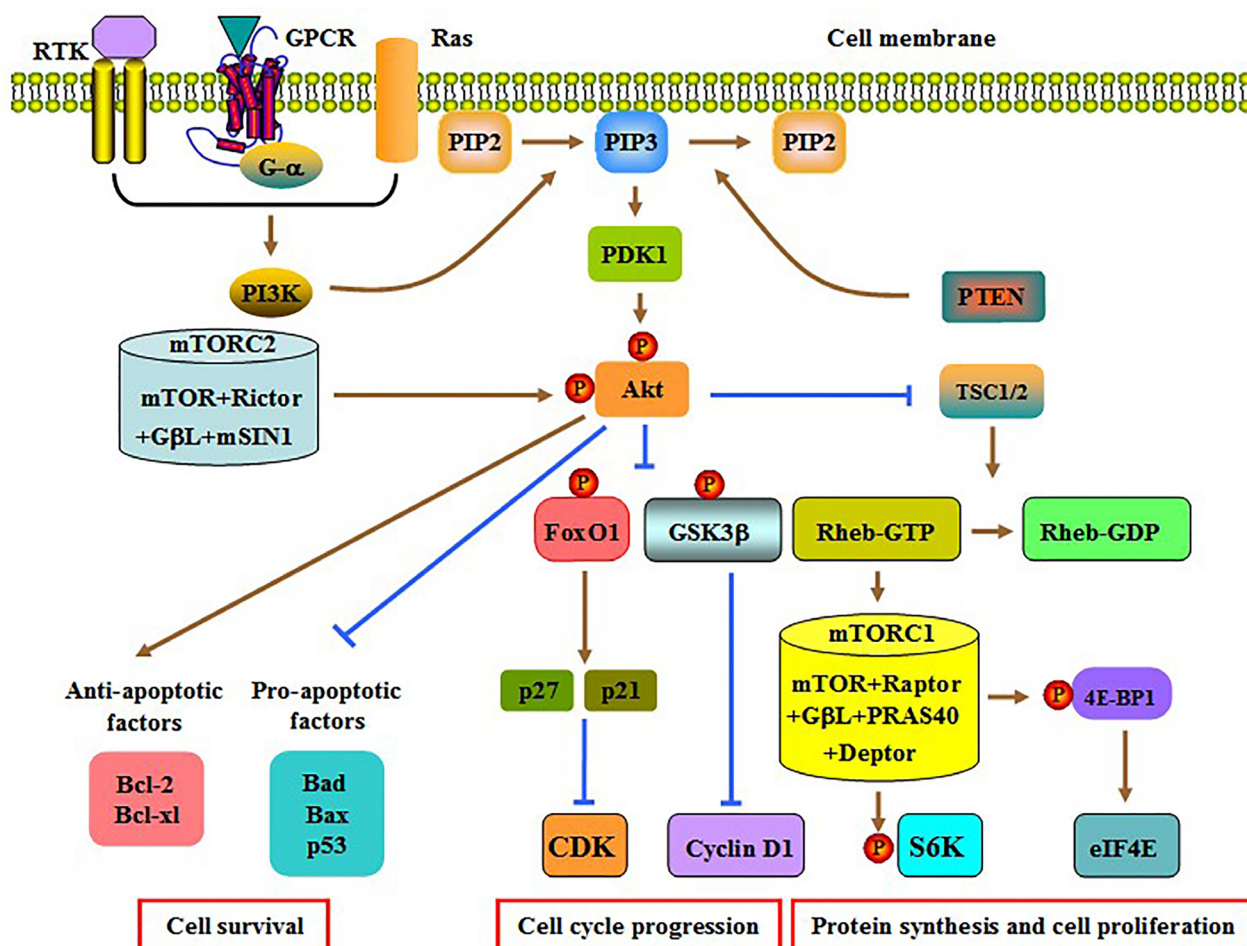 RTK
GPCR
Ras
Cell membrane
G-α
PIP2
PIP3
PIP2
PDK1
PI3K
PTEN
mTORC2
mTOR+Rictor
+GβL+mSIN1
P
P
Akt
TSC1/2
P
FoxO1
P
GSK3β
Rheb-GTP
Rheb-GDP
mTORC1
mTOR+Raptor
+GβL+PRAS40
+Deptor
P
4E-BP1
Anti-apoptotic
factors
Pro-apoptotic
factors
p27
p21
Bcl-2
Bcl-xl
Bad
Bax
p53
CDK
Cyclin D1
P
S6K
eIF4E
Cell survival
Cell cycle progression
Protein synthesis and cell proliferation